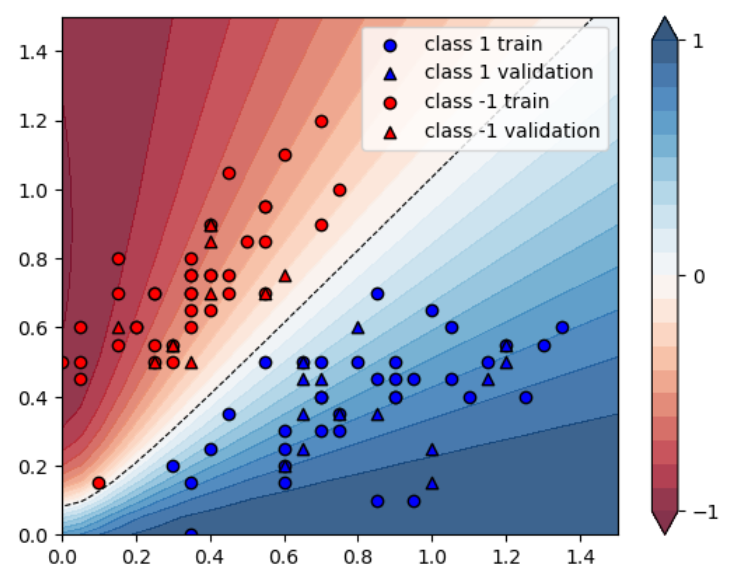 class 1 train
class 1 validation
class -1 train
class -1 validation
1.4
1.2
1.0
0.8
0.6
0.4
0.2
0.0
0.0 0.2 0.4 0.6 0.8 1.0 1.2 1.4
1
0
−1